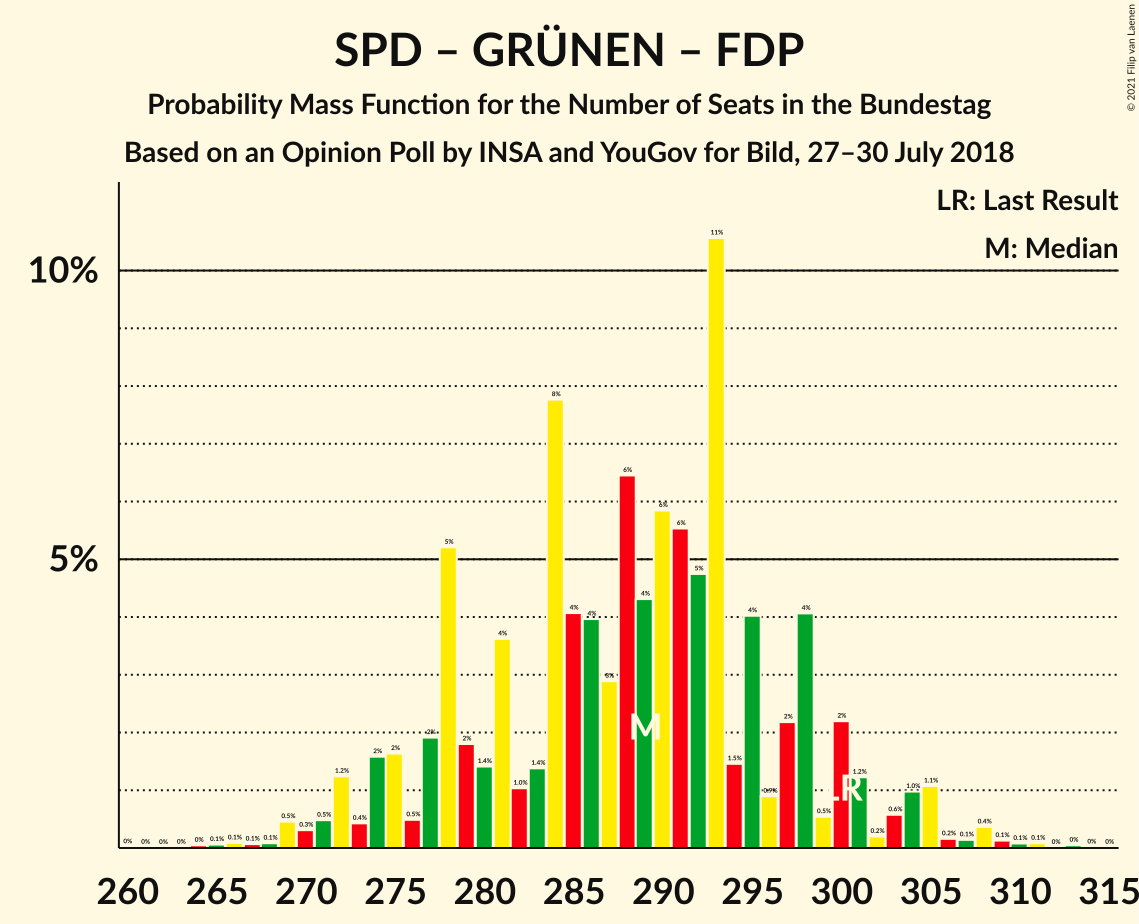 SPD – GRÜNEN – FDP
Probability Mass Function for the Number of Seats in the Bundestag
Based on an Opinion Poll by INSA and YouGov for Bild, 27–30 July 2018
© 2021 Filip van Laenen
LR: Last Result
M: Median
10%
5%
0% 0% 0% 0% 0% 0.1% 0.1% 0.1% 0.1% 0.5% 0.3% 0.5% 1.2% 0.4% 2% 2% 0.5% 2% 5% 2% 1.4% 4% 1.0% 1.4% 8% 4% 4% 3% 6% 4% 6% 6% 5% 11% 1.5% 4% 0.9% 2% 4% 0.5% 2% 1.2% 0.2% 0.6% 1.0% 1.1% 0.2% 0.1% 0.4% 0.1% 0.1% 0.1% 0% 0% 0% 0%
M
LR
260 265 270 275 280 285 290 295 300 305 310 315